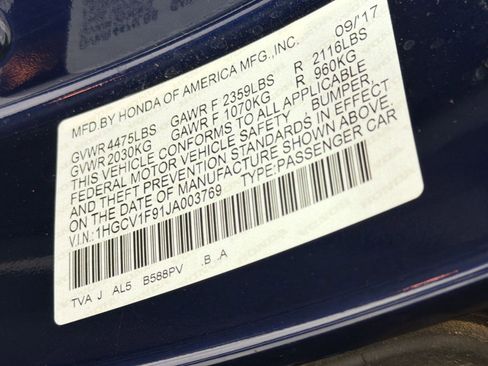 MFD.BY HONDA OF AMERICA MFG.,INC. 09/'17
GVWR 4475LBS GAWR F 2359LBS R 2116LBS
GVWR 2030KG GAWR F 1070KG R 960KG
THIS VEHICLE CONFORMS TO ALL APPLICABLE
FEDERAL MOTOR VEHICLE SAFETY , BUMPER,
AND THEFT PREVENTION STANDARDS IN EFFECT
ON THE DATE OF MANUFACTURE SHOWN ABOVE.
V.I.N.:1HGCV1F91JA003769 TYPE:PASSENGER CAR
TVA J AL5 B588PV .B .A